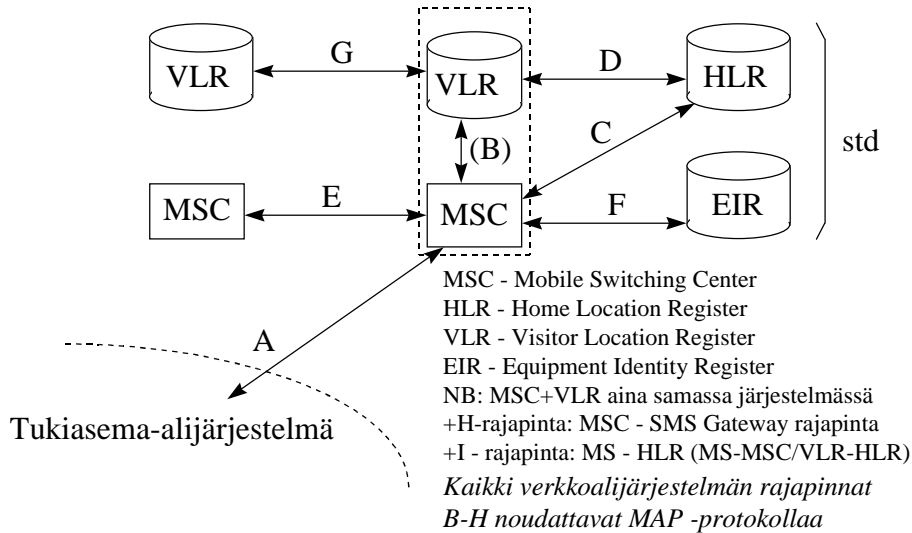 G
D
VLR
VLR
HLR
(B)
C
std
MSC
E
MSC
F
EIR
A
MSC - Mobile Switching Center
HLR - Home Location Register
VLR - Visitor Location Register
EIR - Equipment Identity Register
NB: MSC+VLR aina samassa järjestelmässä
+H-rajapinta: MSC - SMS Gateway rajapinta
+I - rajapinta: MS - HLR (MS-MSC/VLR-HLR)
Kaikki verkkoalijärjestelmän rajapinnat
B-H noudattavat MAP -protokollaa
Tukiasema-alijärjestelmä